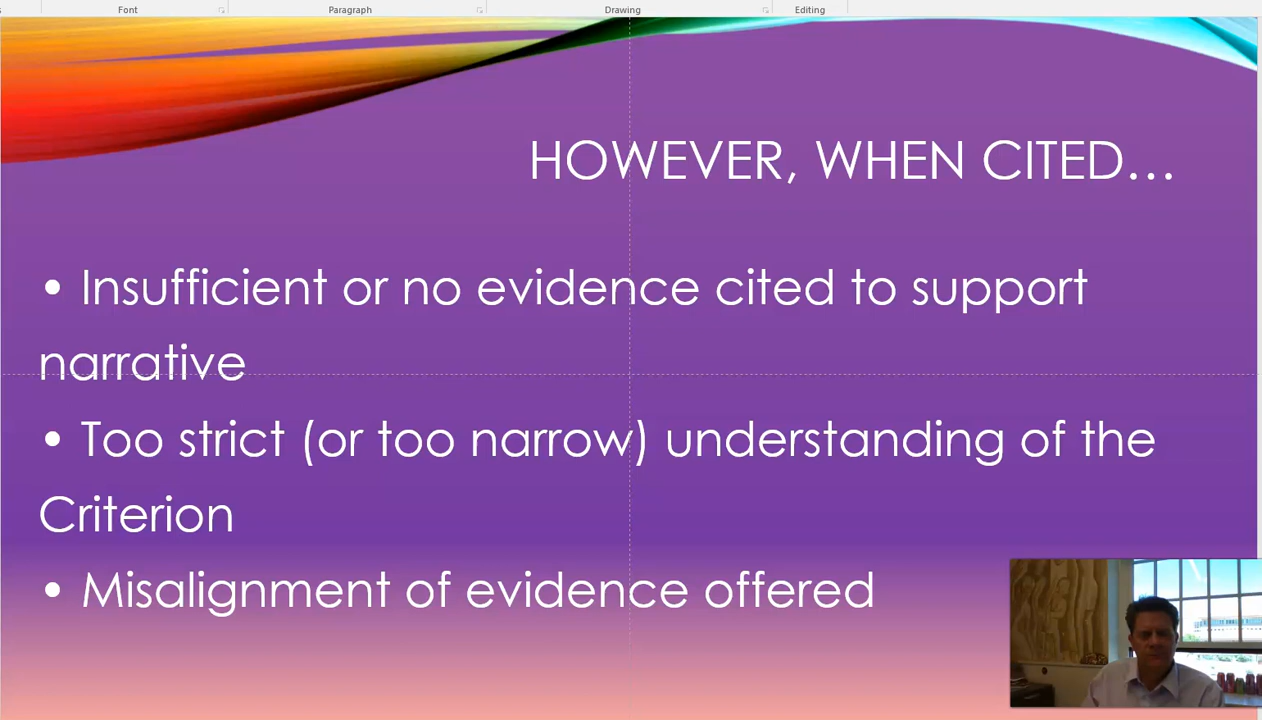 Font Paragraph Drawing Editing
HOWEVER, WHEN CITED...
• Insufficient or no evidence cited to support
narrative
• Too strict (or too narrow) understanding of the
Criterion
• Misalignment of evidence offered